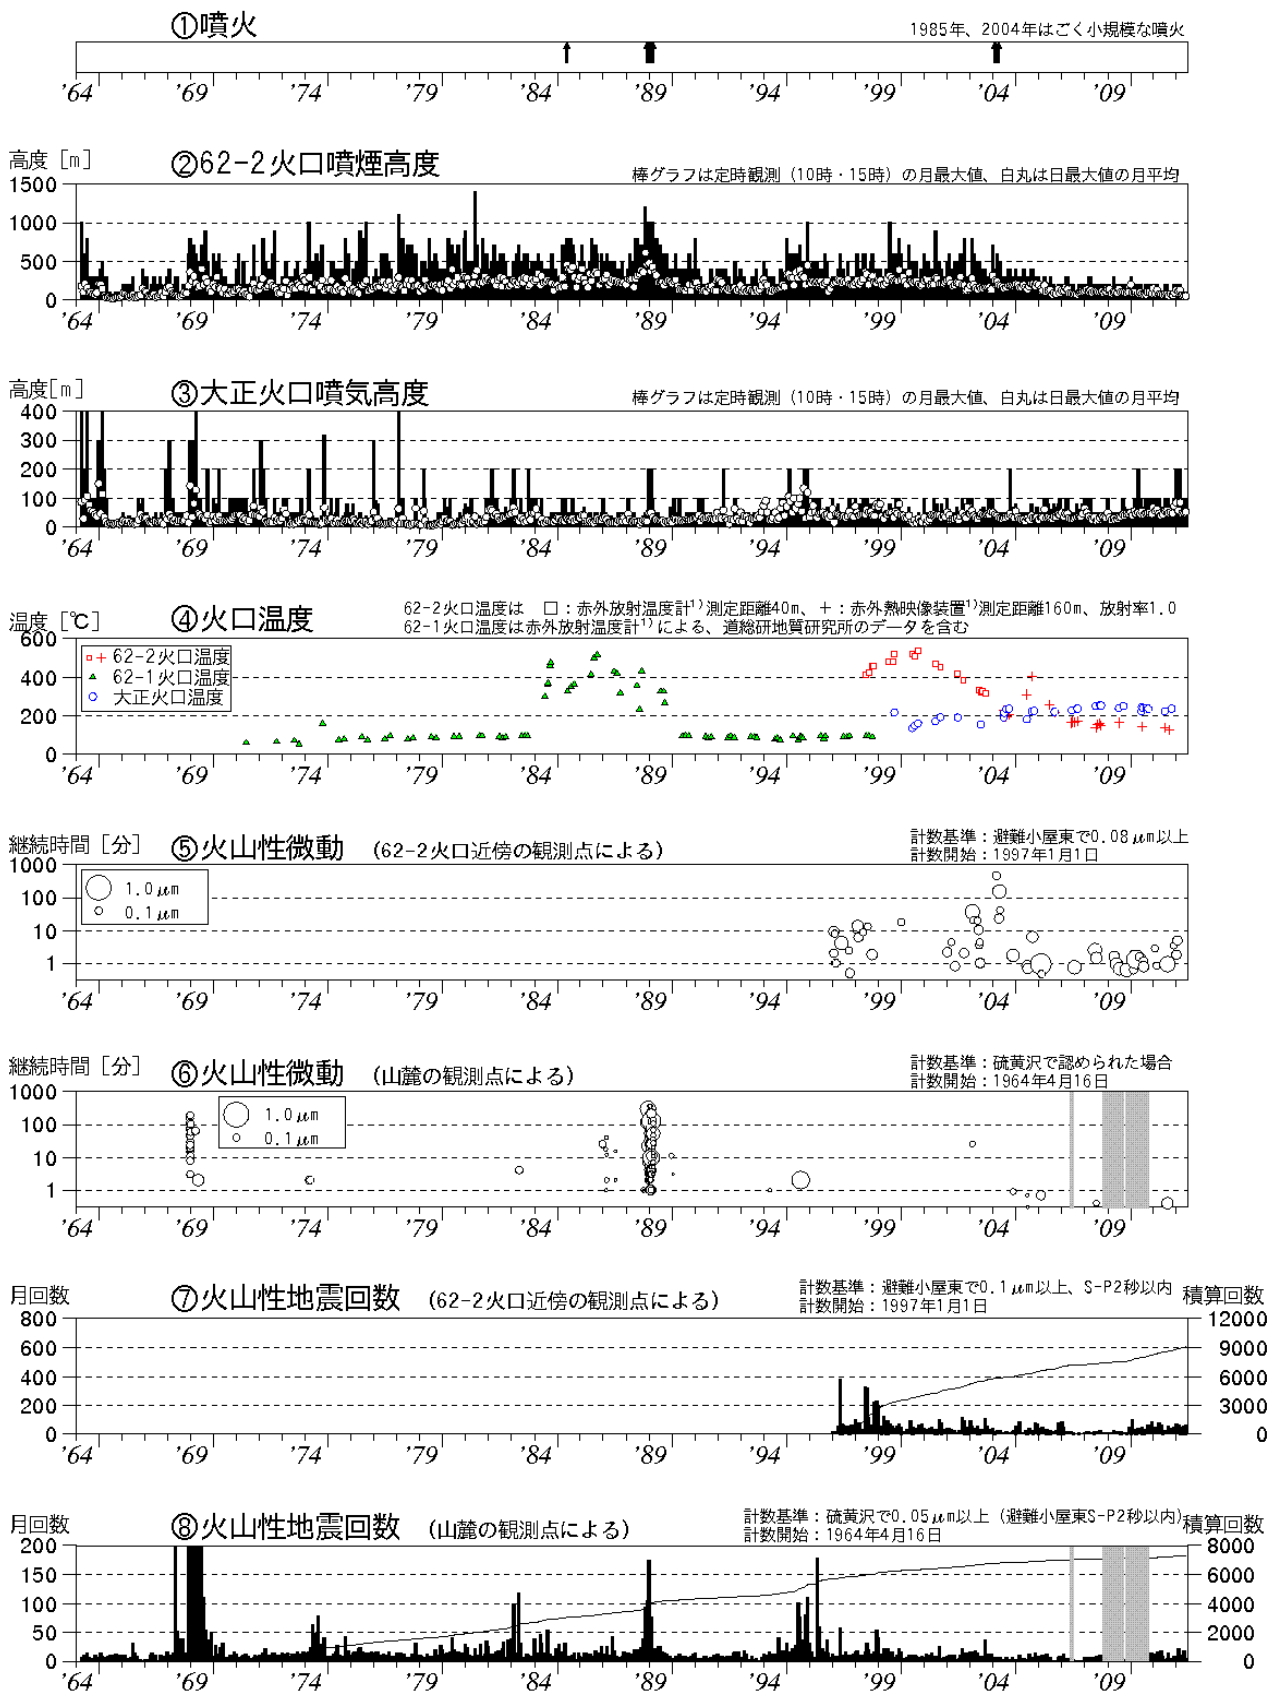 ①噴火
1985年、2004年はごく小規模な噴火
'64 '69 '74 '79 '84 '89 '94 '99 '04 '09
高度[m] ②62-2火口噴煙高度
棒グラフは定時観測(10時・15時)の月最大値、白丸は日最大値の月平均
1500
1000
500
0
'64 '69 '74 '79 '84 '89 '94 '99 '04 '09
高度[m] ③大正火口噴気高度
棒グラフは定時観測(10時・15時)の月最大値、白丸は日最大値の月平均
400
300
200
100
0
'64 '69 '74 '79 '84 '89 '94 '99 '04 '09
温度[℃] ④火口温度
62-2火口温度は □:赤外放射温度計1)測定距離40m、+:赤外熱映像装置1)測定距離160m、放射率1.0
62-1火口温度は赤外放射温度計1)による、道総研地質研究所のデータを含む
600
400
200
0
62-2火口温度
62-1火口温度
大正火口温度
'64 '69 '74 '79 '84 '89 '94 '99 '04 '09
継続時間[分] ⑤火山性微動 (62-2火口近傍の観測点による)
計数基準:避難小屋東で0.08μm以上
計数開始:1997年1月1日
1000
100
10
1
1.0μm
0.1μm
'64 '69 '74 '79 '84 '89 '94 '99 '04 '09
継続時間[分] ⑥火山性微動 (山麓の観測点による)
計数基準:硫黄沢で認められた場合
計数開始:1964年4月16日
1000
100
10
1
1.0μm
0.1μm
'64 '69 '74 '79 '84 '89 '94 '99 '04 '09
月回数 ⑦火山性地震回数 (62-2火口近傍の観測点による)
計数基準:避難小屋東で0.1μm以上、S-P2秒以内
計数開始:1997年1月1日
積算回数
800 12000
600 9000
400 6000
200 3000
0 0
'64 '69 '74 '79 '84 '89 '94 '99 '04 '09
月回数 ⑧火山性地震回数 (山麓の観測点による)
計数基準:硫黄沢で0.05μm以上(避難小屋東S-P2秒以内)
計数開始:1964年4月16日
積算回数
200 8000
150 6000
100 4000
50 2000
0 0
'64 '69 '74 '79 '84 '89 '94 '99 '04 '09